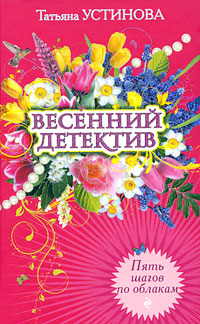 Татьяна УСТИНОВА
ВЕСЕННИЙ
ДЕТЕКТИВ
Пять
шагов
по облакам